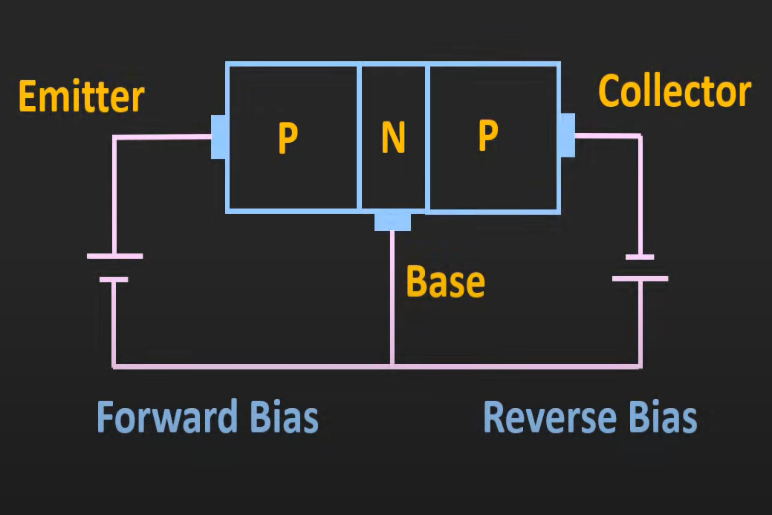 Emitter
Collector
P
N
P
Base
Forward Bias
Reverse Bias